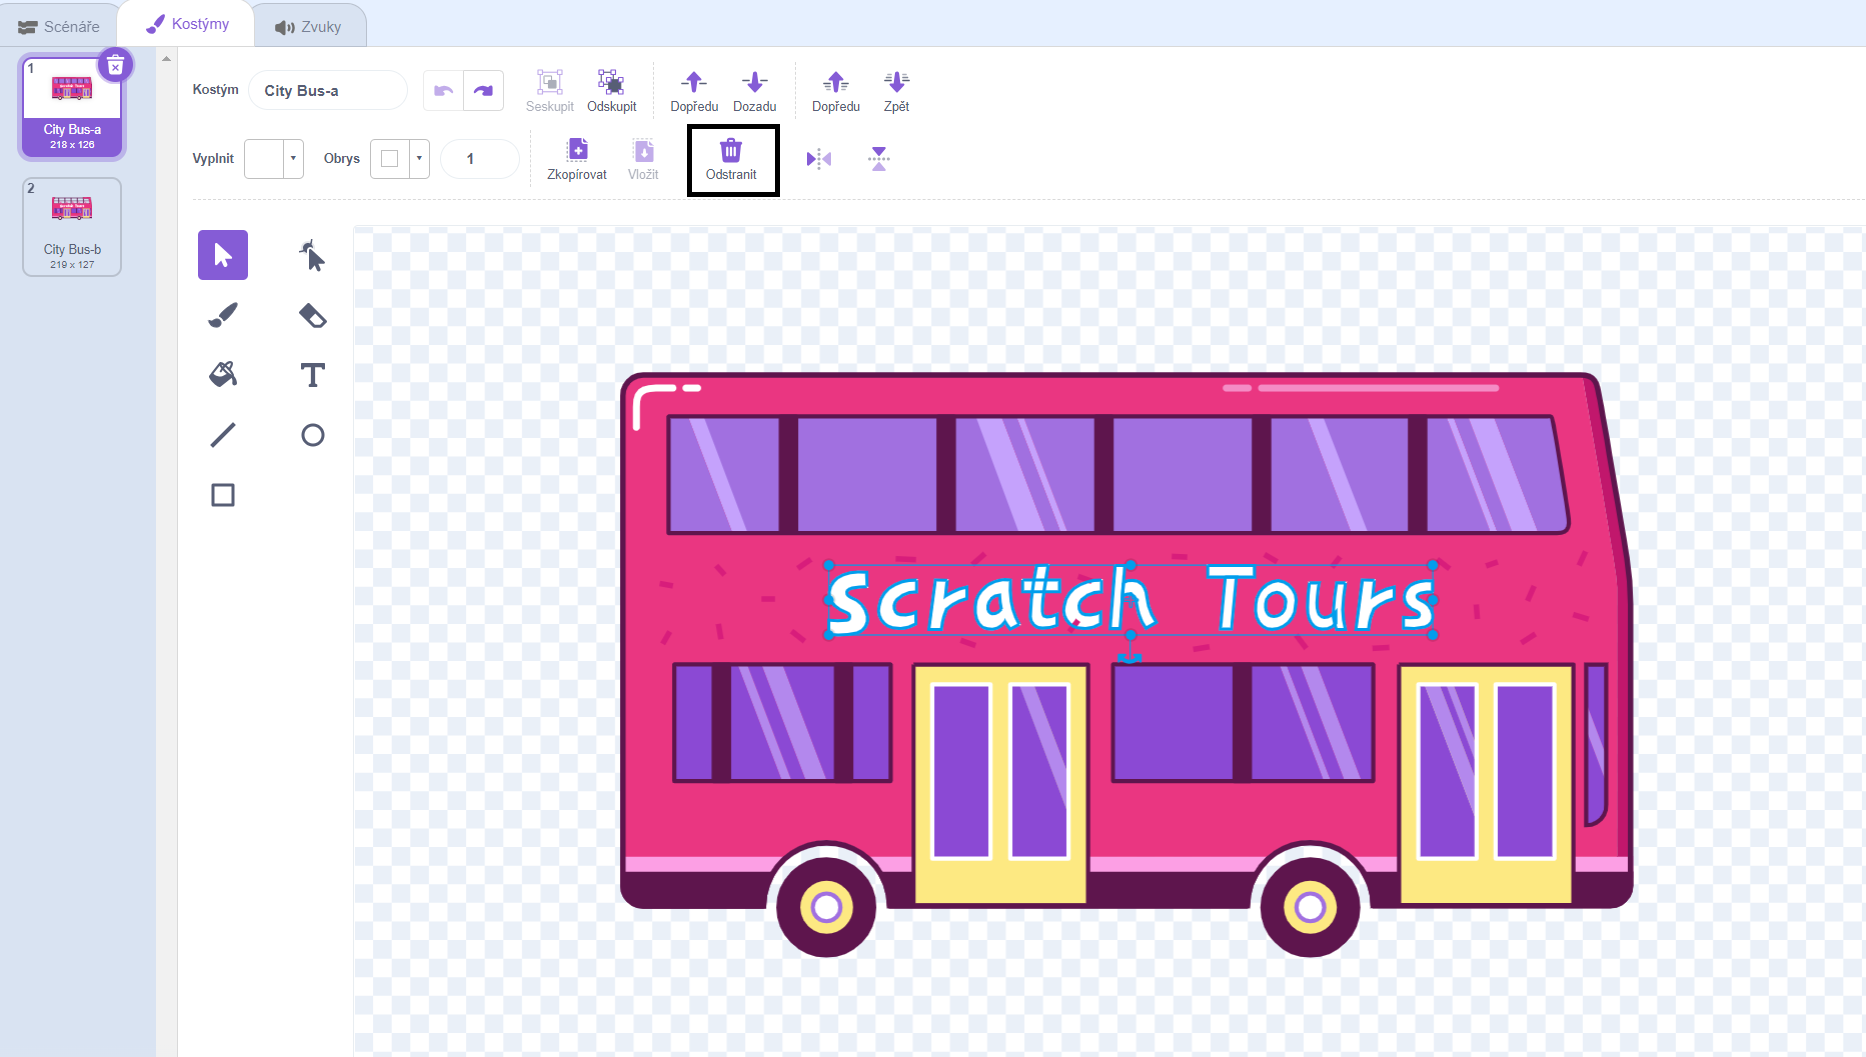 Scénáře
Kostýmy
Zvuky
1
City Bus-a
218 x 126
2
City Bus-b
219 x 127
Kostým
City Bus-a
Seskupit
Odskupit
Dopředu
Dozadu
Dopředu
Zpět
Vyplnit
Obrys
1
Zkopírovat
Vložit
Odstranit
Scratch Tours